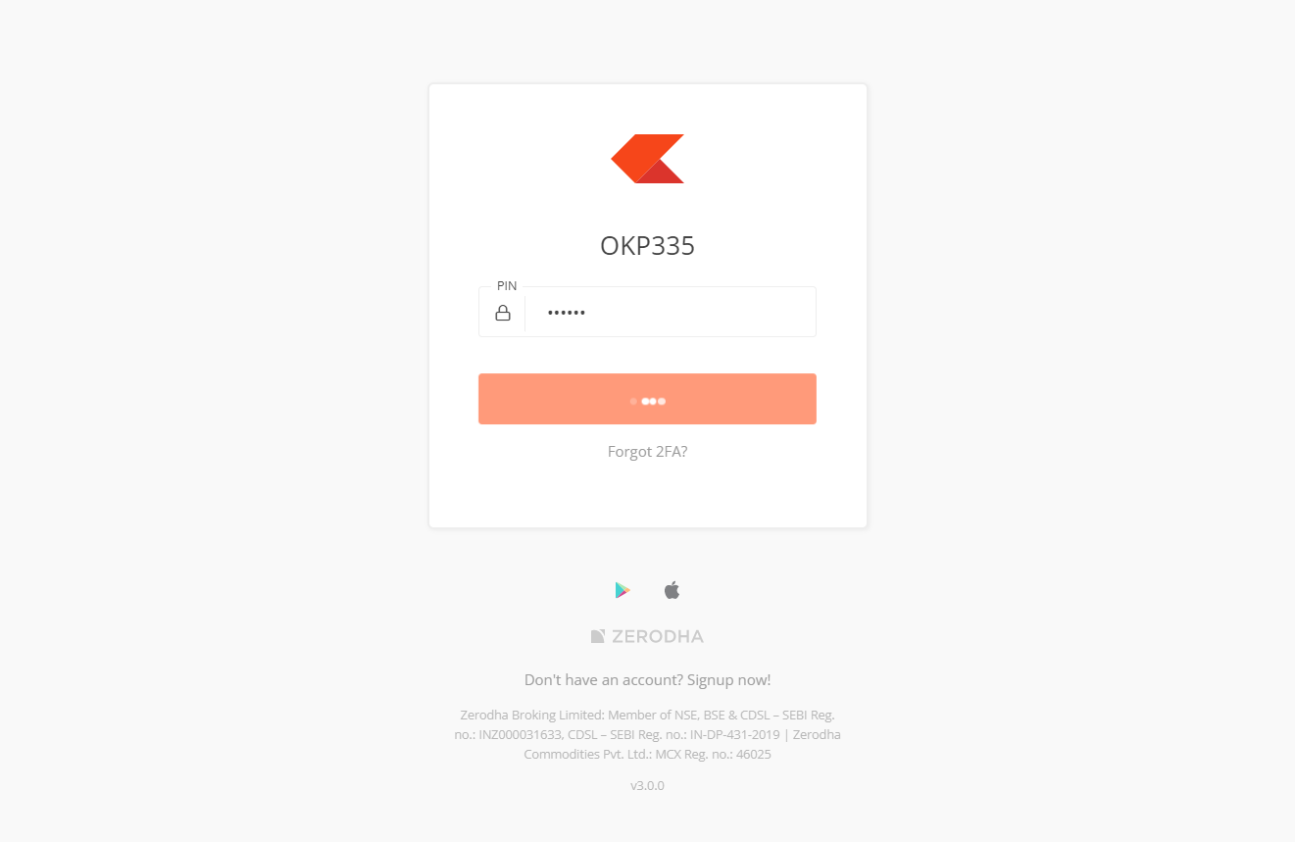 OKP335
PIN
••••••
Forgot 2FA?
ZERODHA
Don't have an account? Signup now!
Zerodha Broking Limited: Member of NSE, BSE & CDSL – SEBI Reg.
no.: INZ000031633, CDSL – SEBI Reg. no.: IN-DP-431-2019 | Zerodha
Commodities Pvt. Ltd.: MCX Reg. no.: 46025
v3.0.0